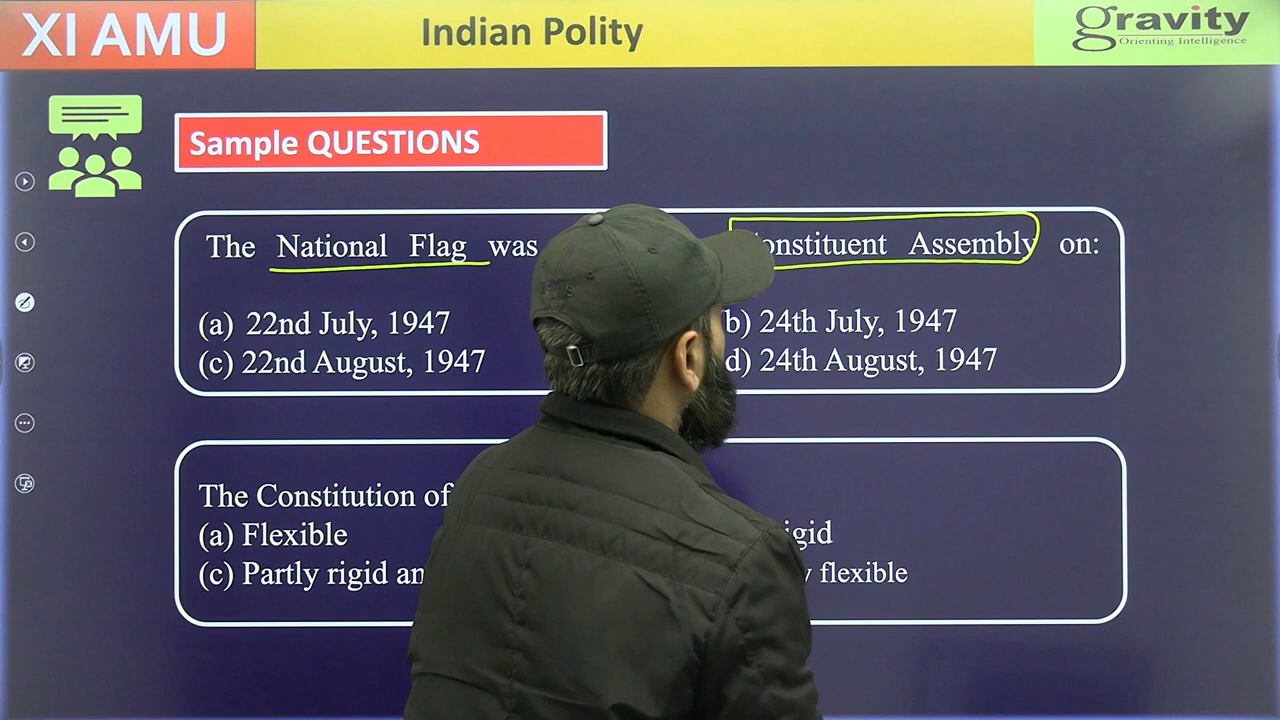 XI AMU
Indian Polity
gravity
Orienting Intelligence
Sample QUESTIONS
The National Flag was Constituent Assembly on:
(a) 22nd July, 1947 b) 24th July, 1947
(c) 22nd August, 1947 d) 24th August, 1947
The Constitution of
(a) Flexible igid
(c) Partly rigid an flexible